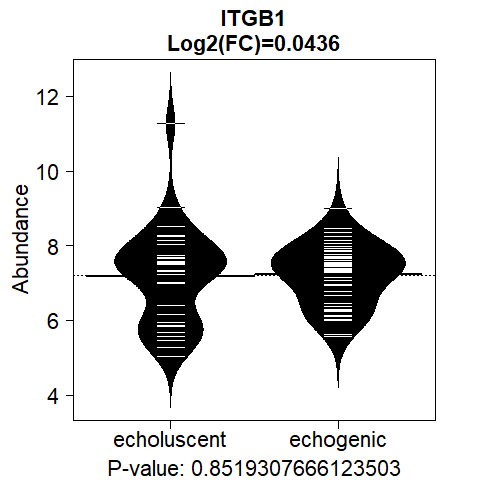 ITGB1
Log2(FC)=0.0436
12
10
8
6
4
Abundance
echoluscent echogenic
P-value: 0.8519307666123503